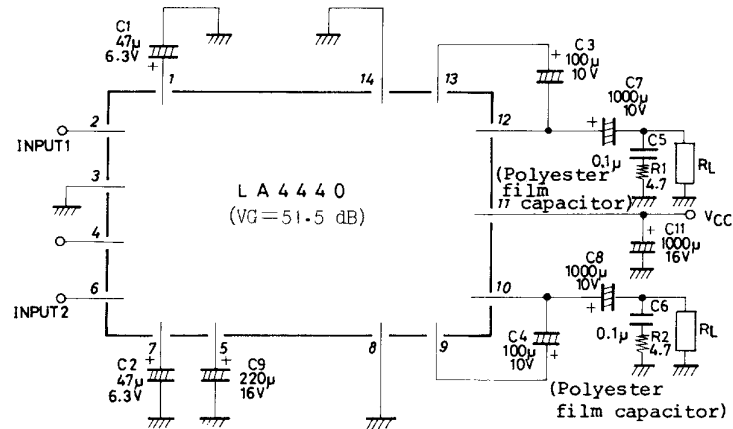 C1
47µ
6.3V
+
1
14
13
+
C3
100µ
10V
C7
1000µ
10V
+
2
INPUT1
12
C5
0.1µ
R1
4.7
RL
(Polyester
film
capacitor)
3
LA4440
(VG=51.5 dB)
11
VCC
+
C11
1000µ
16V
4
C8
1000µ
10V
+
6
INPUT2
10
C6
0.1µ
R2
4.7
RL
7
5
8
9
C4
100µ
10V
+
C2
47µ
6.3V
+
C9
220µ
16V
+
(Polyester
film capacitor)